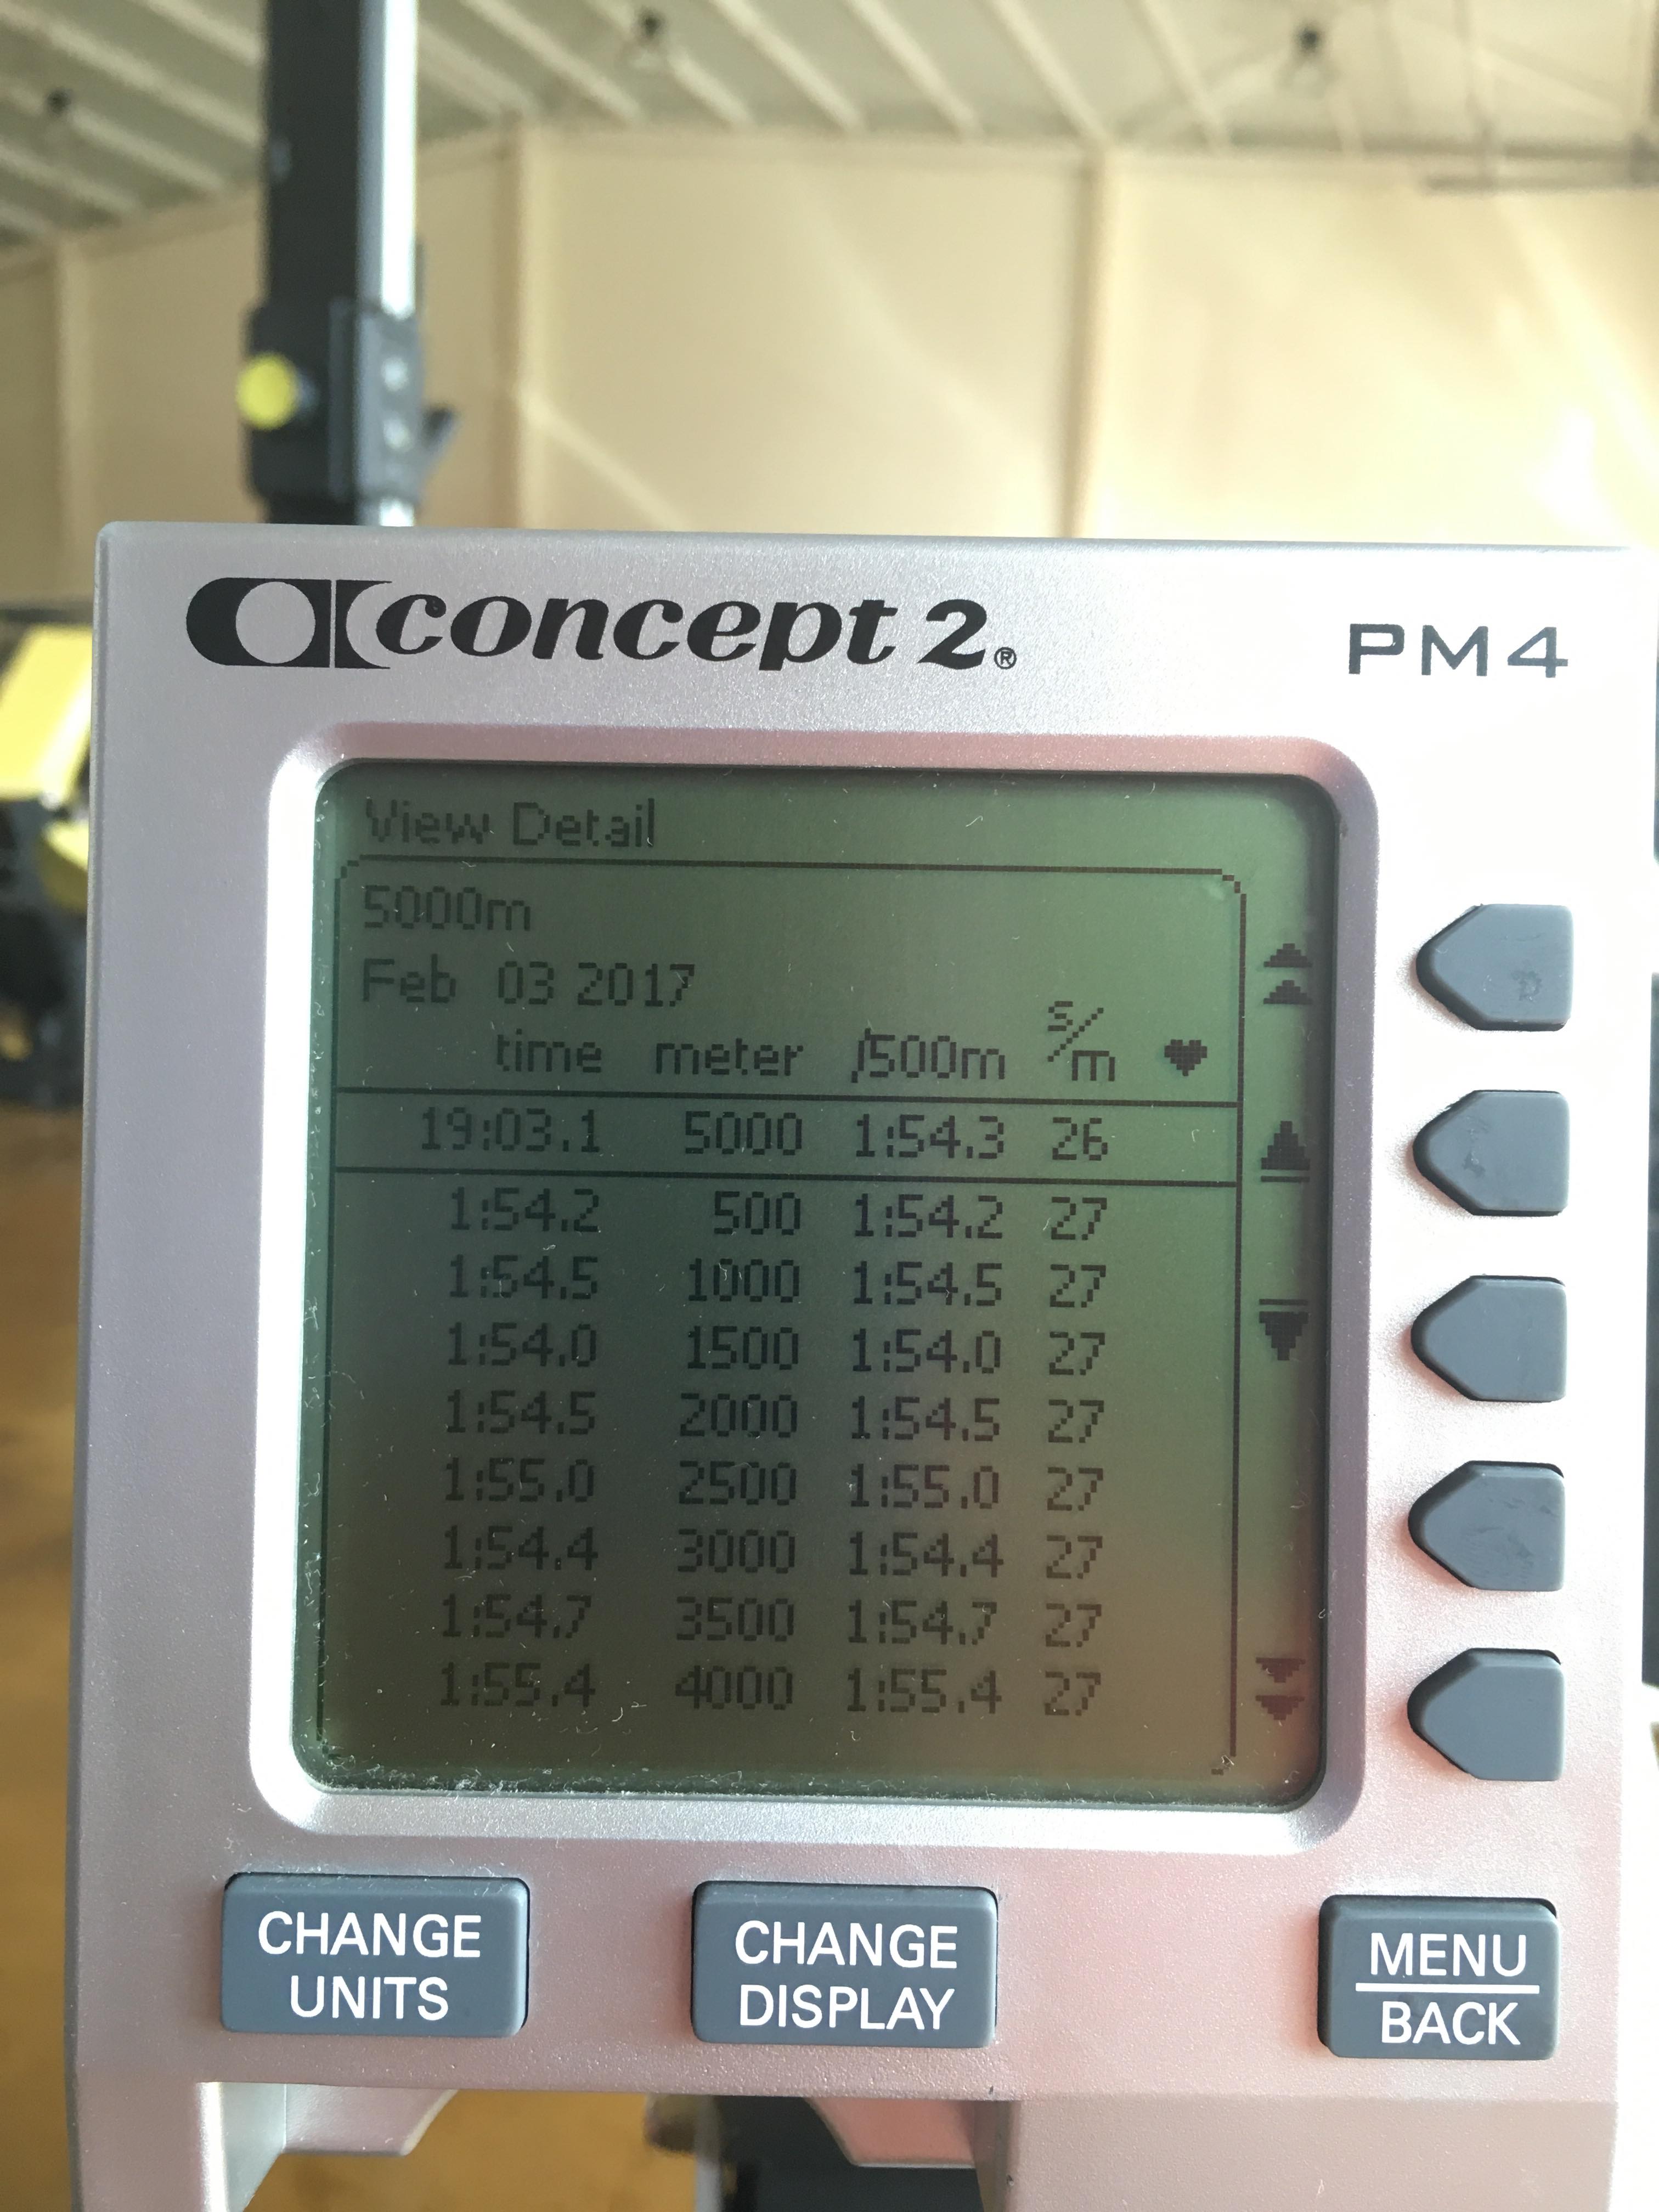 concept 2® PM4
View Detail
5000m
Feb 03 2017
time meter /500m s/m ♥
19:03.1 5000 1:54.3 26
1:54.2 500 1:54.2 27
1:54.5 1000 1:54.5 27
1:54.0 1500 1:54.0 27
1:54.5 2000 1:54.5 27
1:55.0 2500 1:55.0 27
1:54.4 3000 1:54.4 27
1:54.7 3500 1:54.7 27
1:55.4 4000 1:55.4 27
CHANGE
UNITS
CHANGE
DISPLAY
MENU
BACK